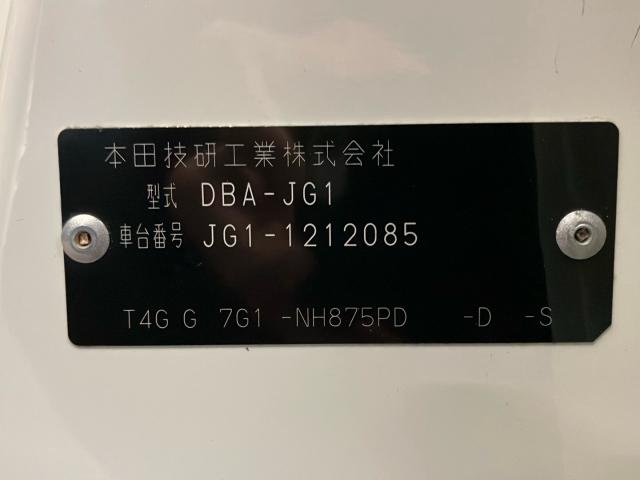 本田技研工業株式会社
型式 DBA-JG1
車台番号 JG1-1212085
T4G G 7G1 -NH875PD -D -S